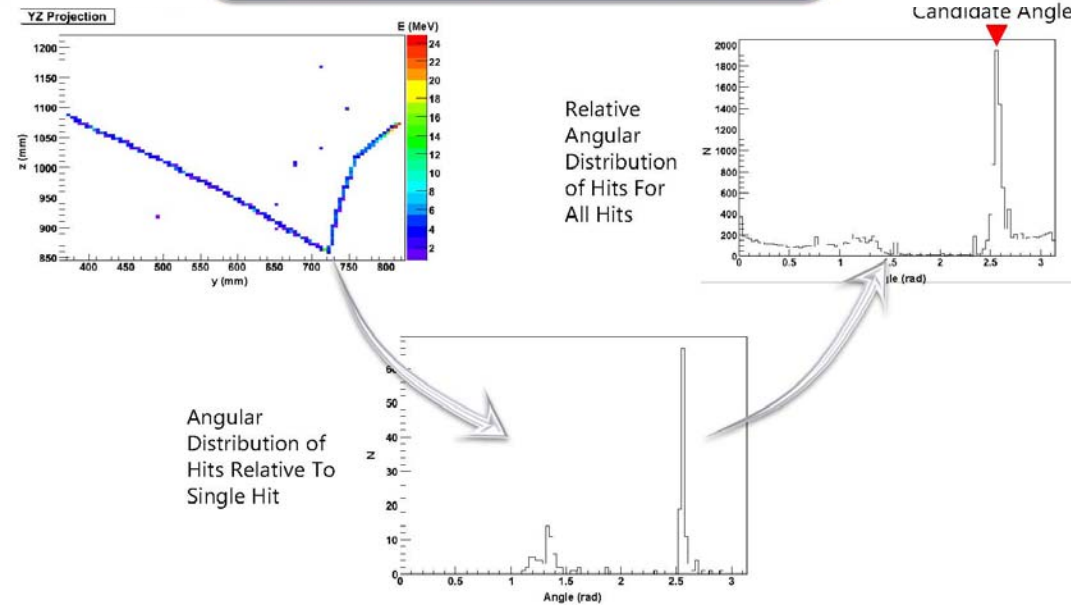 YZ Projection
E (MeV)
24
22
20
18
16
14
12
10
8
6
4
2
1200
1150
1100
1050
1000
950
900
850
z (mm)
400 450 500 550 600 650 700 750 800
y (mm)
Candidate Angle
Relative
Angular
Distribution
of Hits For
All Hits
2000
1800
1600
1400
1200
1000
800
600
400
200
0
N
0 0.5 1 2 2.5 3
(rad)
Angular
Distribution of
Hits Relative To
Single Hit
50
40
30
20
10
0
N
0 0.5 1 1.5 2 2.5 3
Angle (rad)